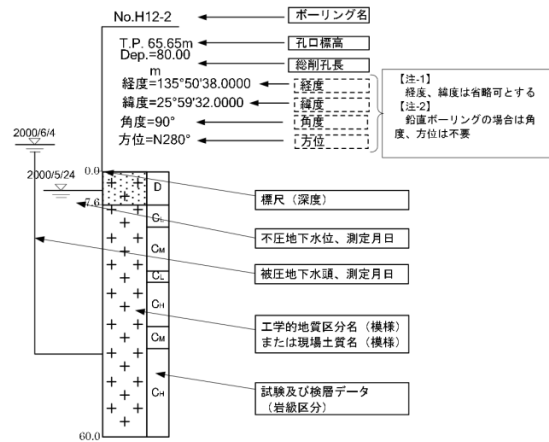 No.H12-2
ボーリング名
T.P. 65.65m
孔口標高
Dep.=80.00
m
総削孔長
経度=135°50'38.0000
経度
緯度=25°59'32.0000
緯度
角度=90°
角度
方位=N280°
方位
【注-1】
経度、緯度は省略可とする
【注-2】
鉛直ボーリングの場合は角
度、方位は不要
2000/6/4
2000/5/24
0.0
7.6
60.0
D
CL
CM
CL
CH
CM
CH
標尺（深度）
不圧地下水位、測定月日
被圧地下水頭、測定月日
工学的地質区分名（模様）
または現場土質名（模様）
試験及び検層データ
（岩級区分）